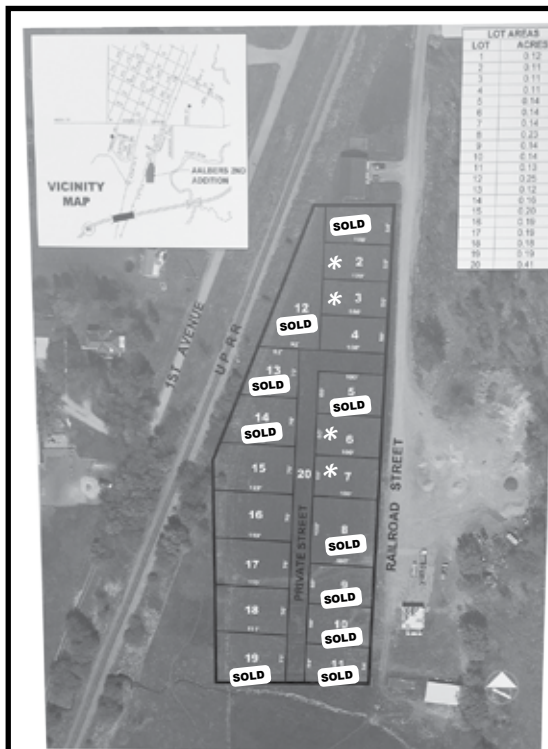 LOT AREAS
LOT ACRES
1 0.12
2 0.11
3 0.11
4 0.11
5 0.14
6 0.14
7 0.14
8 0.23
9 0.14
10 0.14
11 0.13
12 0.25
13 0.12
14 0.16
15 0.20
16 0.19
17 0.19
18 0.18
19 0.19
20 0.41
AALBERS 2ND
ADDITION
VICINITY
MAP
SOLD
2
3
12
SOLD
4
1ST AVENUE
UP RR
13
SOLD
5
SOLD
14
SOLD
6
15
20
7
16
8
SOLD
PRIVATE STREET
RAILROAD STREET
17
9
SOLD
18
10
SOLD
19
SOLD
11
SOLD